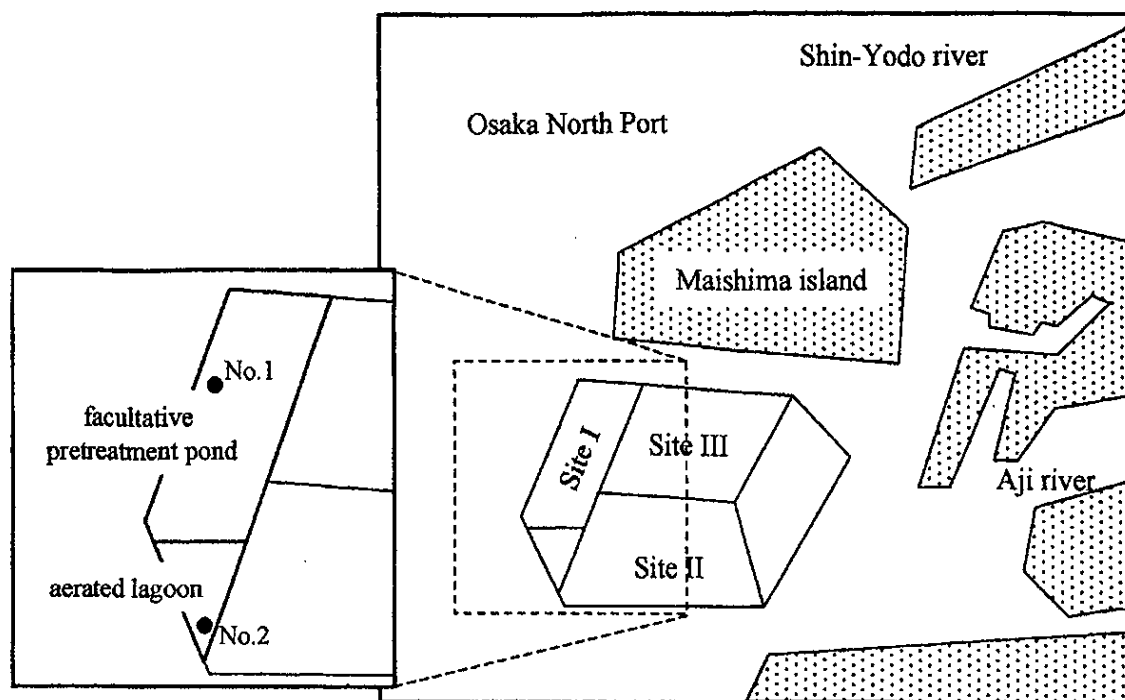 Shin-Yodo river
Osaka North Port
Maishima island
No.1
facultative
pretreatment pond
Site I
Site III
Aji river
aerated lagoon
Site II
No.2